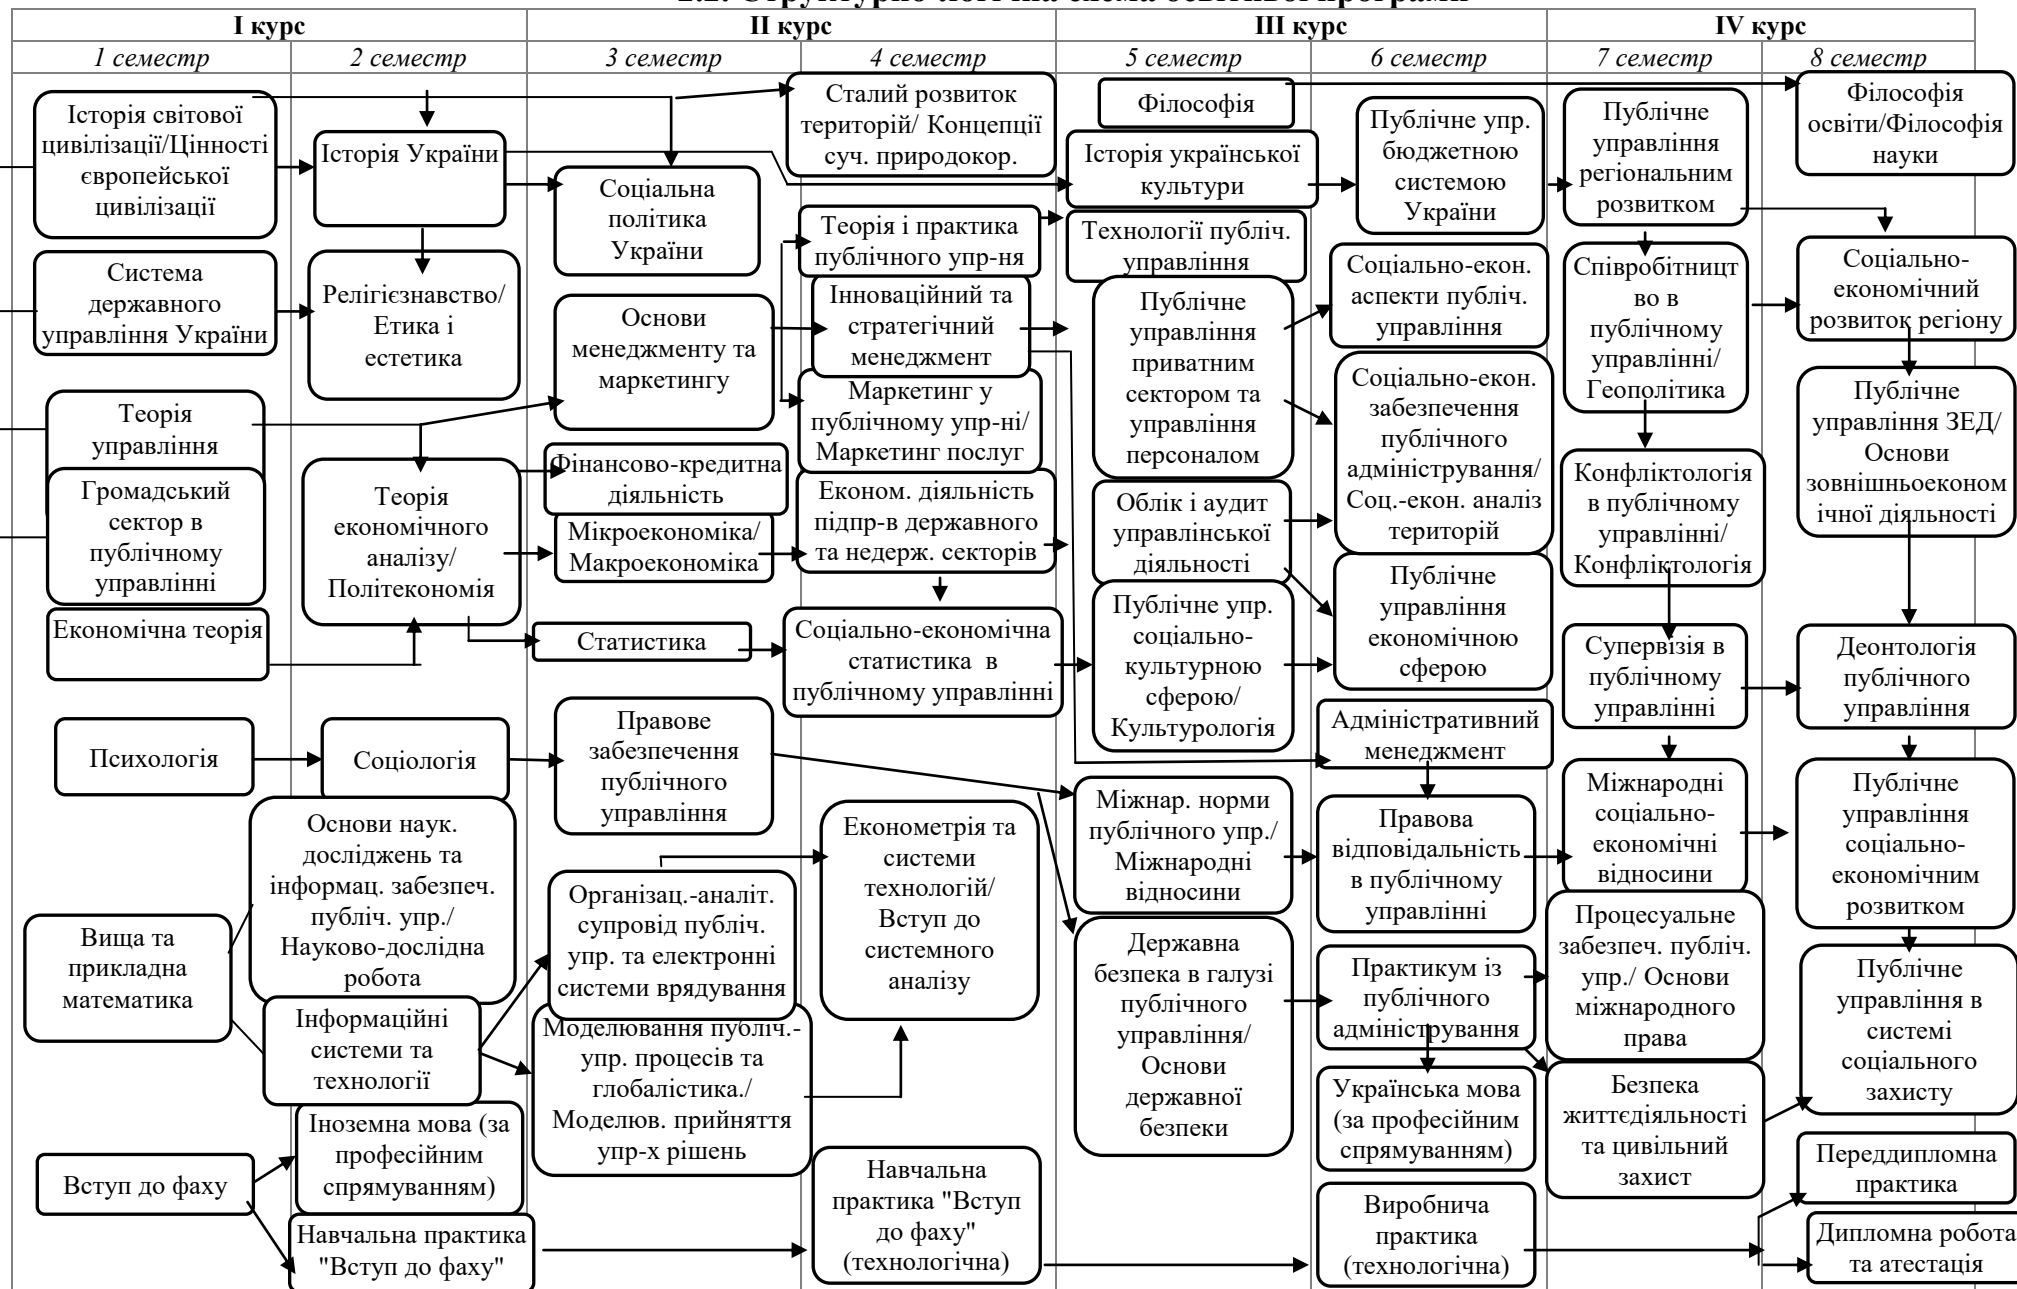 2.2. Структурно-логічна схема освітньої програми
І курс
ІІ курс
ІІІ курс
IV курс
1 семестр
2 семестр
3 семестр
4 семестр
5 семестр
6 семестр
7 семестр
8 семестр
Історія світової
цивілізації/Цінності
європейської
цивілізації
Система
державного
управління України
Теорія
управління
Громадський
сектор в
публічному
управлінні
Економічна теорія
Психологія
Вища та
прикладна
математика
Вступ до фаху
Історія України
Релігієзнавство/
Етика і
естетика
Теорія
економічного
аналізу/
Політекономія
Соціологія
Основи наук.
досліджень та
інформац. забезпеч.
публіч. упр./
Науково-дослідна
робота
Інформаційні
системи та
технології
Іноземна мова (за
професійним
спрямуванням)
Навчальна практика
"Вступ до фаху"
Соціальна
політика
України
Основи
менеджменту та
маркетингу
Фінансово-кредитна
діяльність
Мікроекономіка/
Макроекономіка
Статистика
Правове
забезпечення
публічного
управління
Організац.-аналіт.
супровід публіч.
упр. та електронні
системи врядування
Моделювання публіч.-
упр. процесів та
глобалістика./
Моделюв. прийняття
упр-х рішень
Сталий розвиток
територій/ Концепції
суч. природокор.
Теорія і практика
публічного упр-ня
Інноваційний та
стратегічний
менеджмент
Маркетинг у
публічному упр-ні/
Маркетинг послуг
Економ. діяльність
підпр-в державного
та недерж. секторів
Соціально-економічна
статистика в
публічному управлінні
Економетрія та
системи
технологій/
Вступ до
системного
аналізу
Навчальна
практика "Вступ
до фаху"
(технологічна)
Філософія
Історія української
культури
Технології публіч.
управління
Публічне
управління
приватним
сектором та
управління
персоналом
Облік і аудит
управлінської
діяльності
Публічне упр.
соціально-
культурною
сферою/
Культурологія
Міжнар. норми
публічного упр./
Міжнародні
відносини
Державна
безпека в галузі
публічного
управління/
Основи
державної
безпеки
Публічне упр.
бюджетною
системою
України
Соціально-екон.
аспекти публіч.
управління
Соціально-екон.
забезпечення
публічного
адміністрування/
Соц.-екон. аналіз
територій
Публічне
управління
економічною
сферою
Адміністративний
менеджмент
Правова
відповідальність
в публічному
управлінні
Практикум із
публічного
адміністрування
Українська мова
(за професійним
спрямуванням)
Виробнича
практика
(технологічна)
Публічне
управління
регіональним
розвитком
Співробітницт
во в
публічному
управлінні/
Геополітика
Конфліктологія
в публічному
управлінні/
Конфліктологія
Супервізія в
публічному
управлінні
Міжнародні
соціально-
економічні
відносини
Процесуальне
забезпеч. публіч.
упр./ Основи
міжнародного
права
Безпека
життєдіяльності
та цивільний
захист
Філософія
освіти/Філософія
науки
Соціально-
економічний
розвиток регіону
Публічне
управління ЗЕД/
Основи
зовнішньоеконом
ічної діяльності
Деонтологія
публічного
управління
Публічне
управління
соціально-
економічним
розвитком
Публічне
управління в
системі
соціального
захисту
Переддипломна
практика
Дипломна робота
та атестація